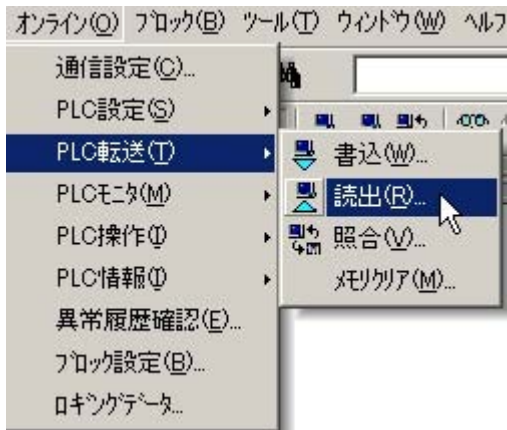 オンライン(O) ブロック(B) ツール(T) ウィンドウ(W) ヘルプ
通信設定(C)...
PLC設定(S)
PLC転送(T)
PLCモニタ(M)
PLC操作(I)
PLC情報(I)
異常履歴確認(E)...
ブロック設定(B)...
ロギングデータ...
書込(W)...
読出(R)...
照合(V)...
メモリクリア(M)...